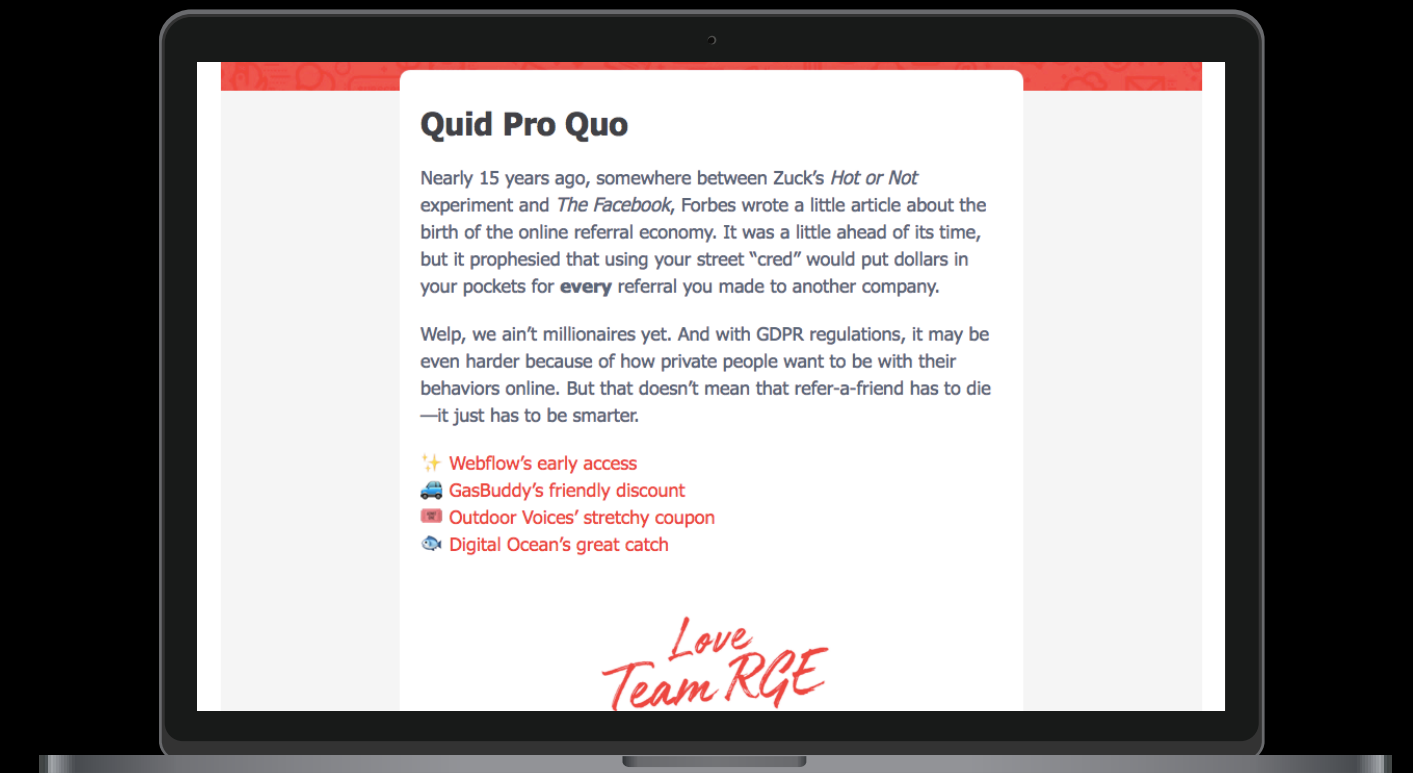 Quid Pro Quo
Nearly 15 years ago, somewhere between Zuck’s Hot or Not
experiment and The Facebook, Forbes wrote a little article about the
birth of the online referral economy. It was a little ahead of its time,
but it prophesied that using your street “cred” would put dollars in
your pockets for every referral you made to another company.
Welp, we ain’t millionaires yet. And with GDPR regulations, it may be
even harder because of how private people want to be with their
behaviors online. But that doesn’t mean that refer-a-friend has to die
—it just has to be smarter.
✨ Webflow’s early access
🚙 GasBuddy’s friendly discount
🎟 Outdoor Voices’ stretchy coupon
🐟 Digital Ocean’s great catch
Love
Team RGE